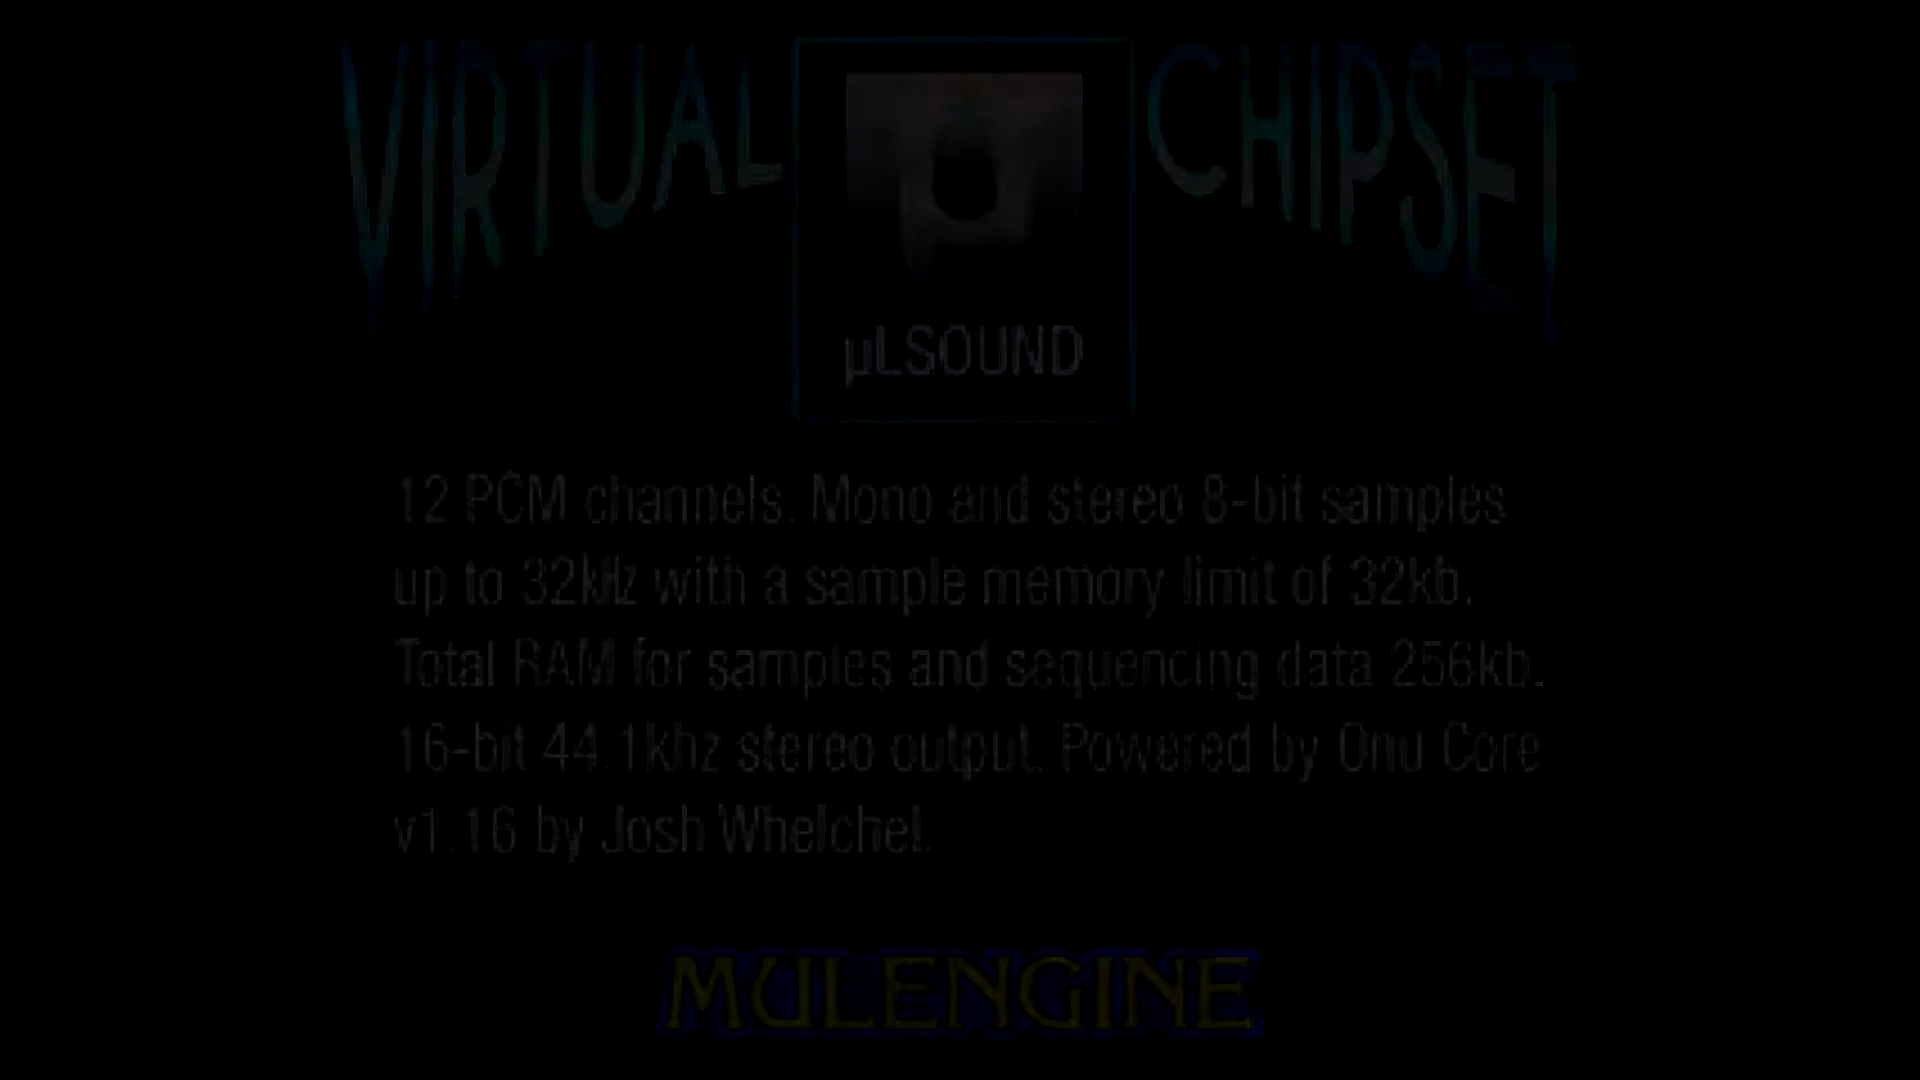 VIRTUAL CHIPSET
µLSOUND
12 PCM channels. Mono and stereo 8-bit samples
up to 32kHz with a sample memory limit of 32kb.
Total RAM for samples and sequencing data 256kb.
16-bit 44.1khz stereo output. Powered by Onu Core
v1.16 by Josh Whelchel.
MULENGINE